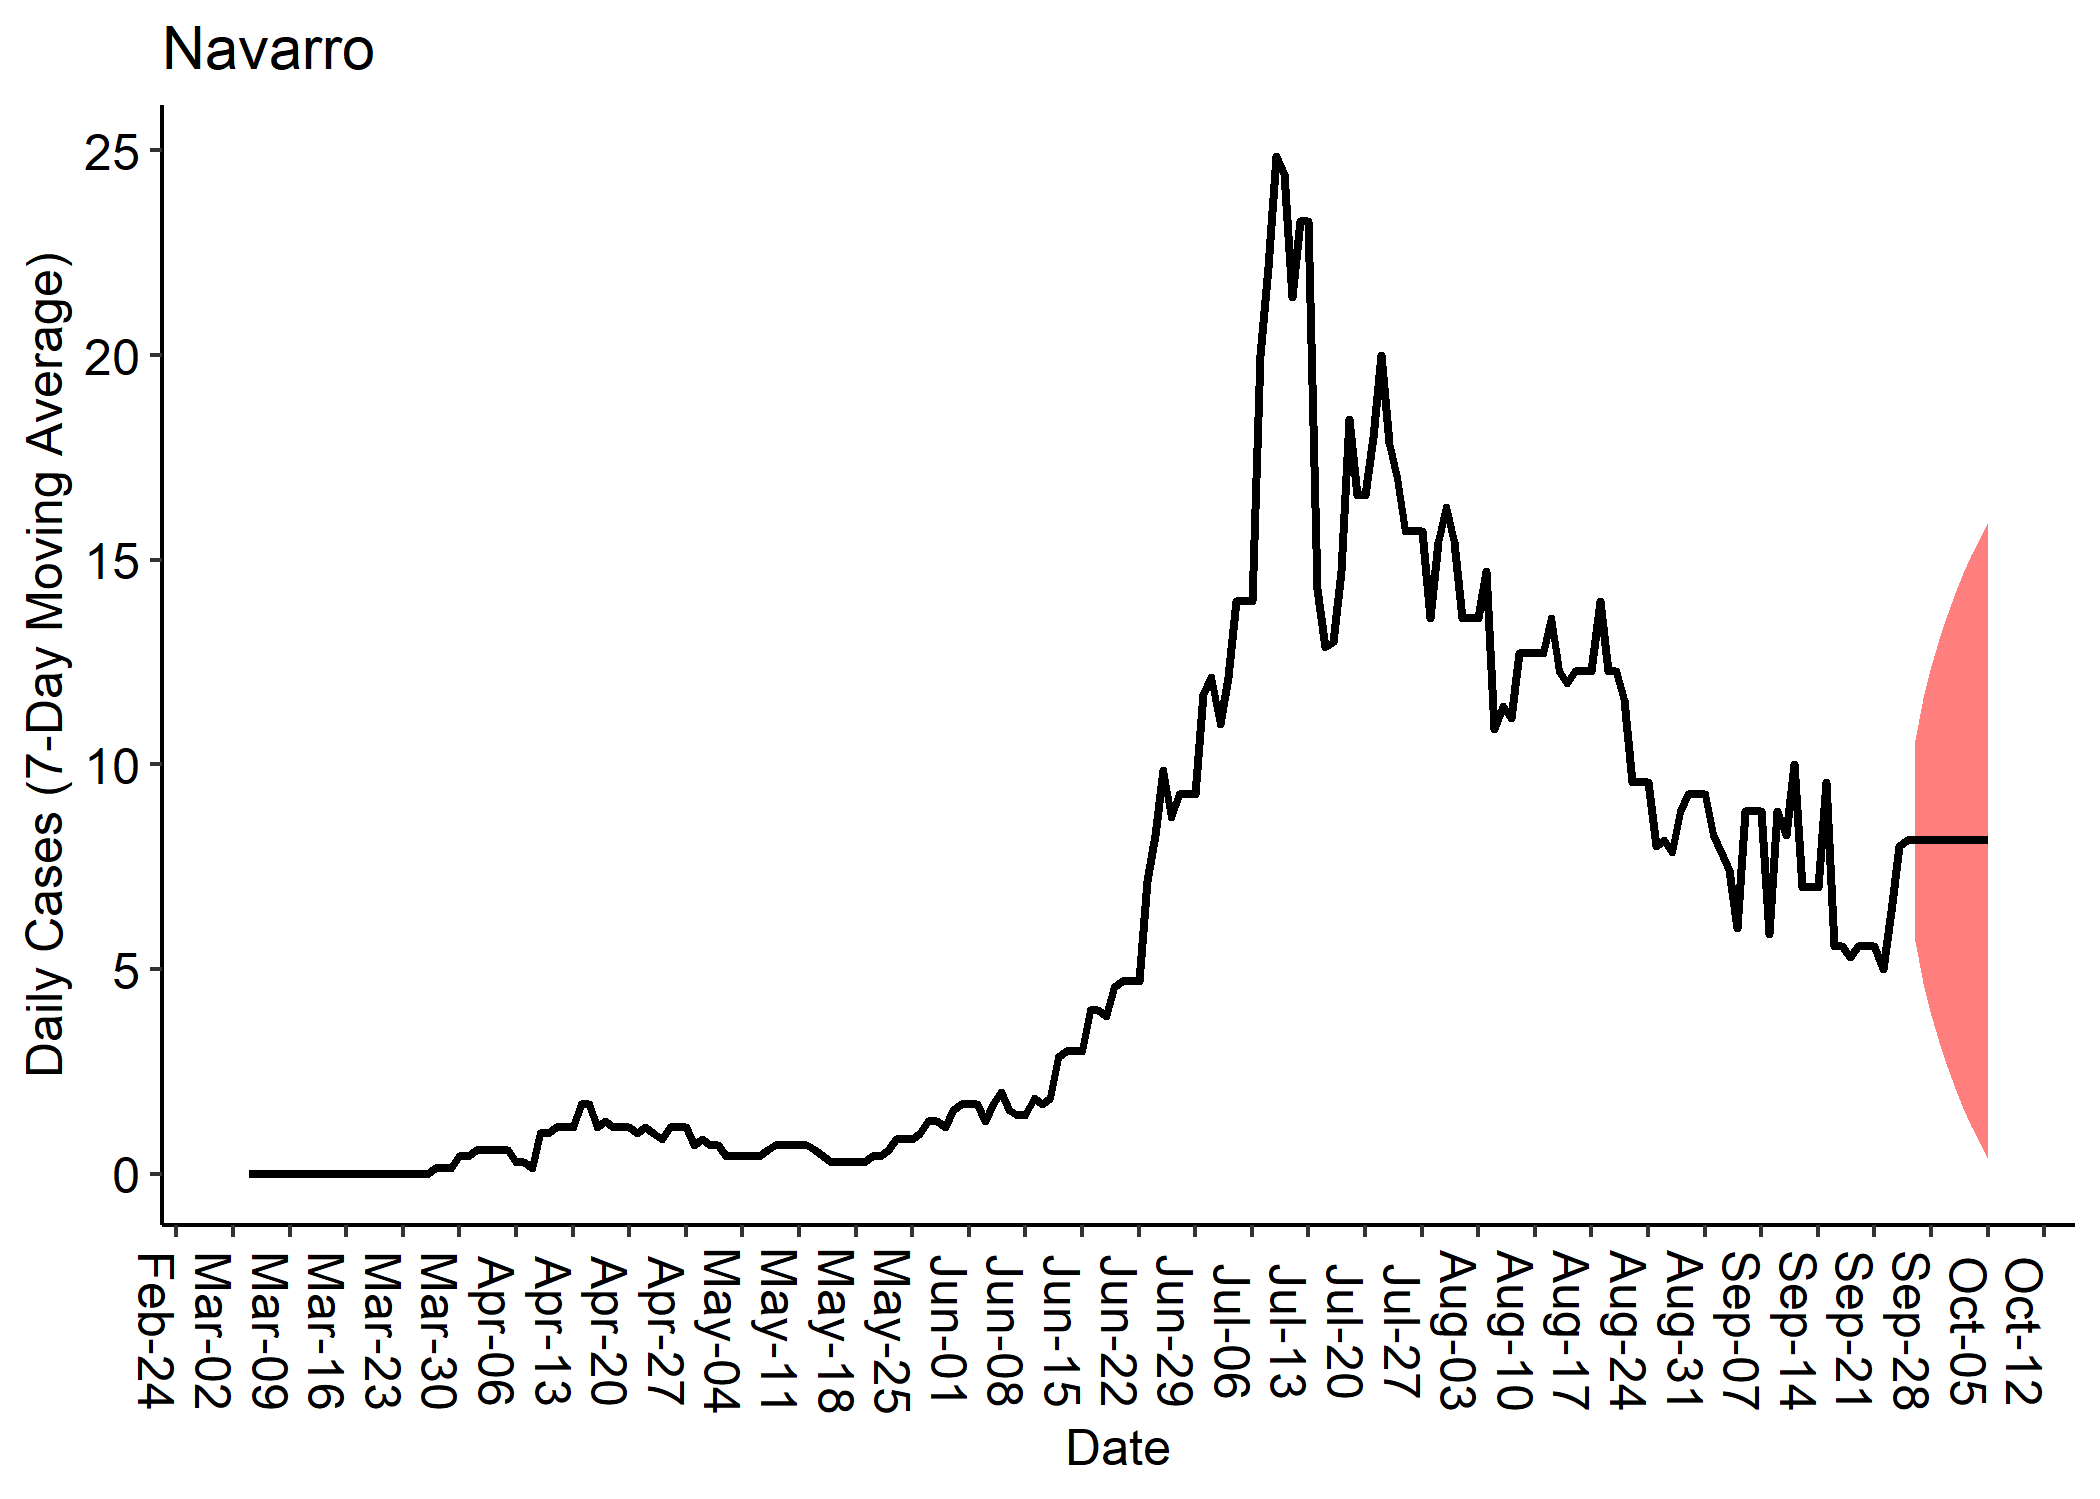 Navarro
Daily Cases (7-Day Moving Average)
25
20
15
10
5
0
Feb-24
Mar-02
Mar-09
Mar-16
Mar-23
Mar-30
Apr-06
Apr-13
Apr-20
Apr-27
May-04
May-11
May-18
May-25
Jun-01
Jun-08
Jun-15
Jun-22
Jun-29
Jul-06
Jul-13
Jul-20
Jul-27
Aug-03
Aug-10
Aug-17
Aug-24
Aug-31
Sep-07
Sep-14
Sep-21
Sep-28
Oct-05
Oct-12
Date